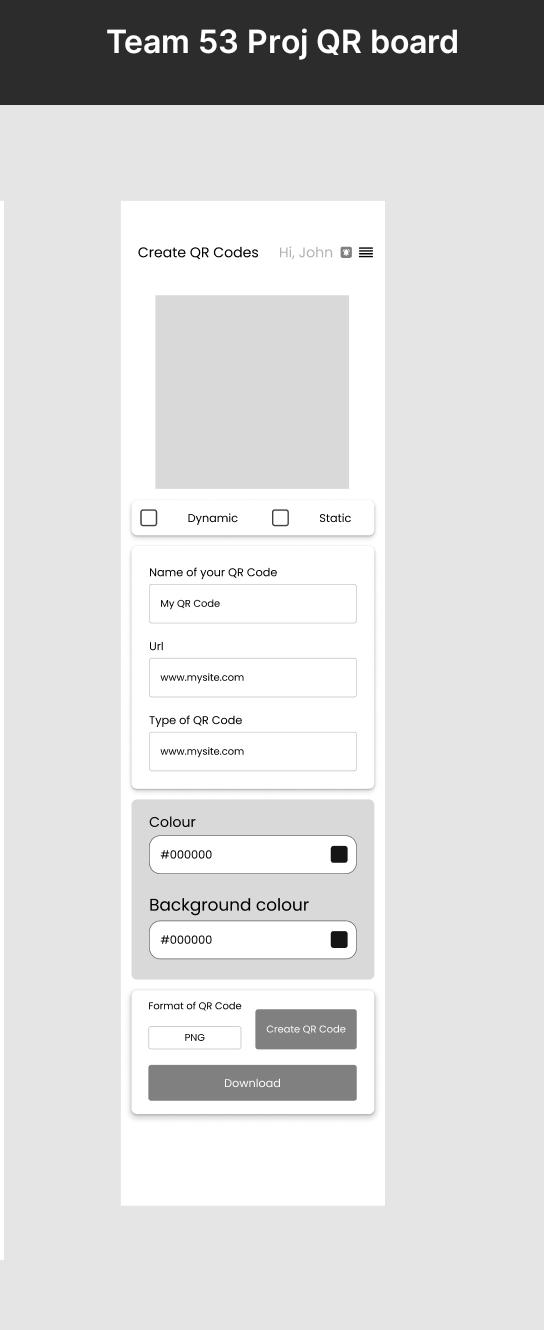 Team 53 Proj QR board
Create QR Codes Hi, John
Dynamic Static
Name of your QR Code
My QR Code
Url
www.mysite.com
Type of QR Code
www.mysite.com
Colour
#000000
Background colour
#000000
Format of QR Code
Create QR Code
PNG
Download